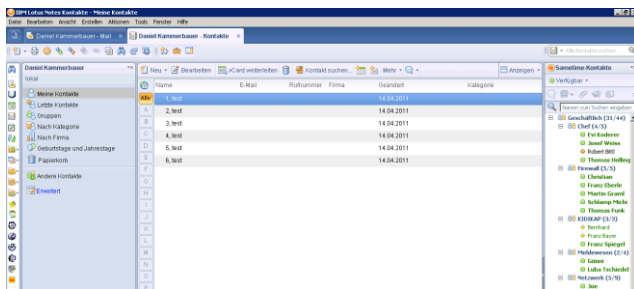 IBM Lotus Notes Kontakte - Meine Kontakte
Datei Bearbeiten Ansicht Erstellen Aktionen Tools Fenster Hilfe
Daniel Kammerbauer - Mail
Daniel Kammerbauer - Kontakte
Alle Kontakte suchen
Daniel Kammerbauer
lokal
Meine Kontakte
Letzte Kontakte
Gruppen
Nach Kategorie
Nach Firma
Geburtstage und Jahrestage
Papierkorb
Andere Kontakte
Erweitert
Neu Bearbeiten vCard weiterleiten Kontakt suchen... Mehr Anzeigen
Name E-Mail Rufnummer Firma Geändert Kategorie
Alle 1, test 14.04.2011
A 2, test 14.04.2011
B 3, test 14.04.2011
C 4, test 14.04.2011
D 5, test 14.04.2011
E 6, test 14.04.2011
F
G
H
I
J
K
L
M
N
O
P
Sametime-Kontakte
Verfügbar
Namen zum Suchen eingeben
Geschäftlich (31/44)
Chef (4/5)
Evi Koderer
Josef Weiss
Robert Bittl
Thomas Holling
Firewall (5/5)
Christian
Franz Eberle
Martin Grand
Schlamp Michi
Thomas Funk
KIDIKAP (3/3)
Bernhard
Franz Bayer
Franz Spiegel
Meldewesen (2/4)
Günni
Luba Tschiedel
Netzwerk (5/9)
Joe